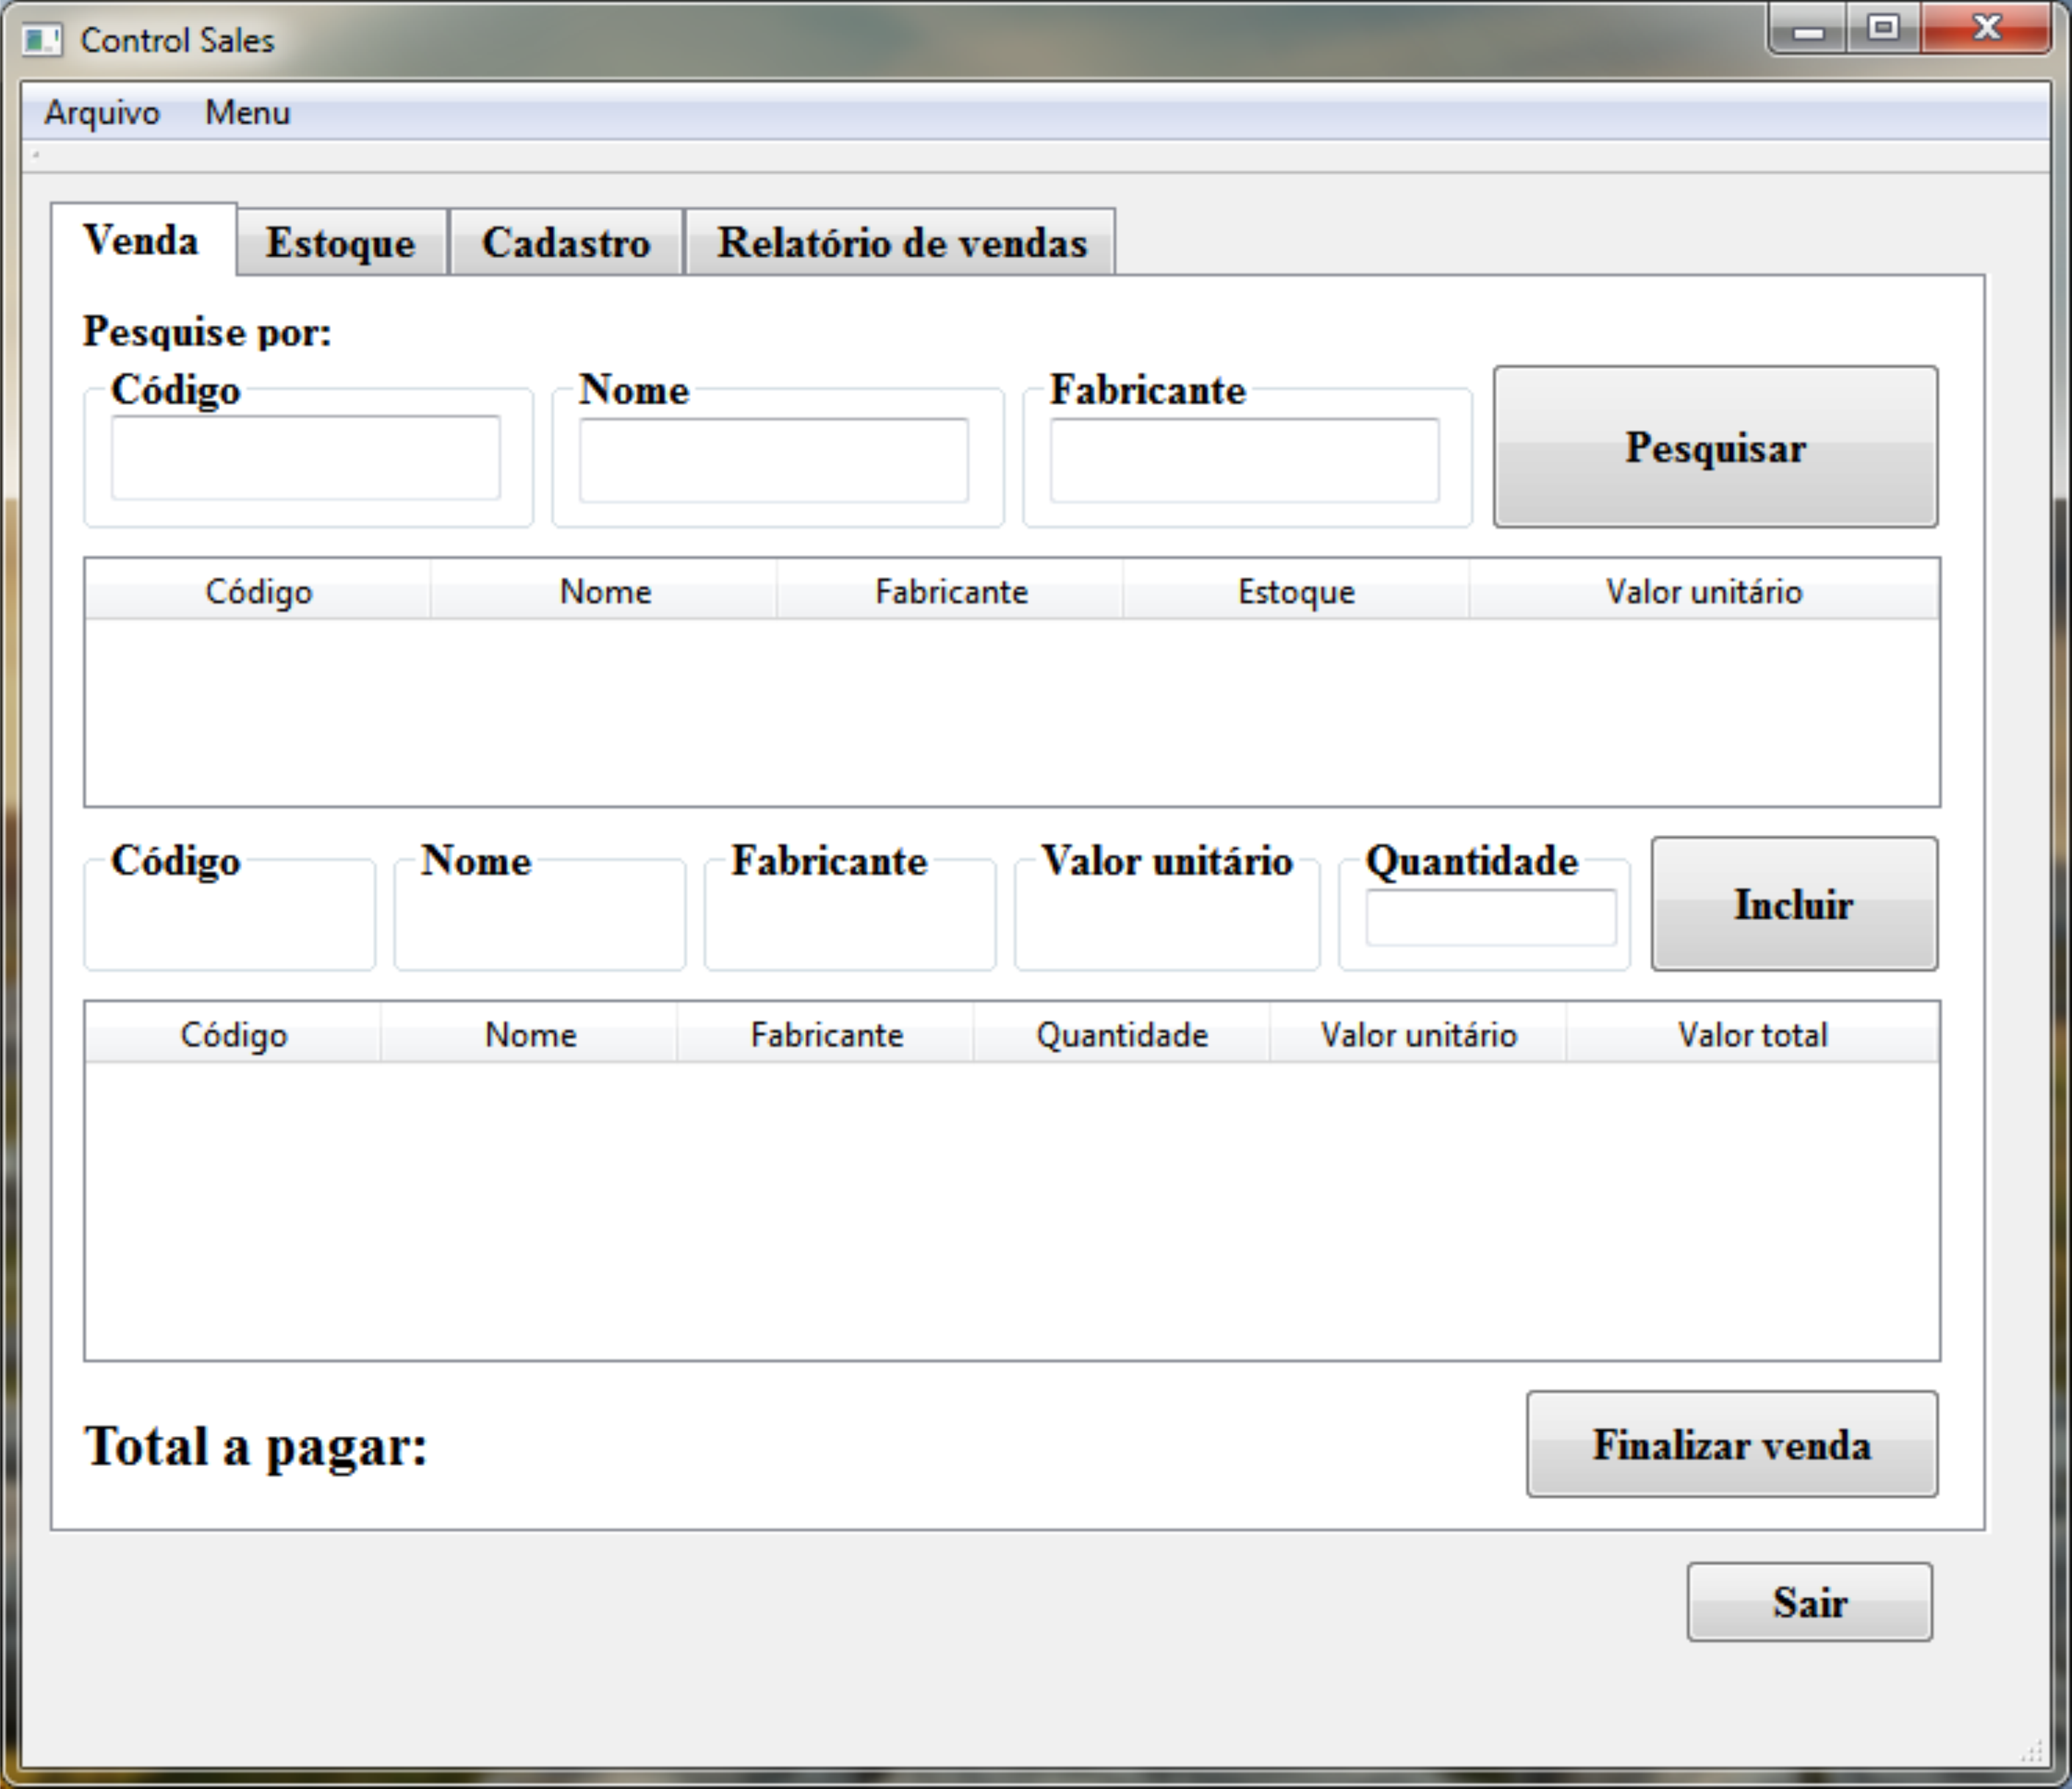 Control Sales
Arquivo Menu
Venda Estoque Cadastro Relatório de vendas
Pesquise por:
Código Nome Fabricante
Pesquisar
Código Nome Fabricante Estoque Valor unitário
Código Nome Fabricante Valor unitário Quantidade
Incluir
Código Nome Fabricante Quantidade Valor unitário Valor total
Total a pagar: Finalizar venda
Sair